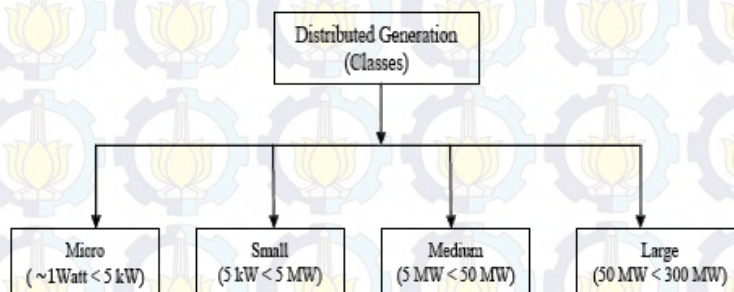 Distributed Generation
(Classes)
Micro
( ~1Watt < 5 kW)
Small
(5 kW < 5 MW)
Medium
(5 MW < 50 MW)
Large
(50 MW < 300 MW)